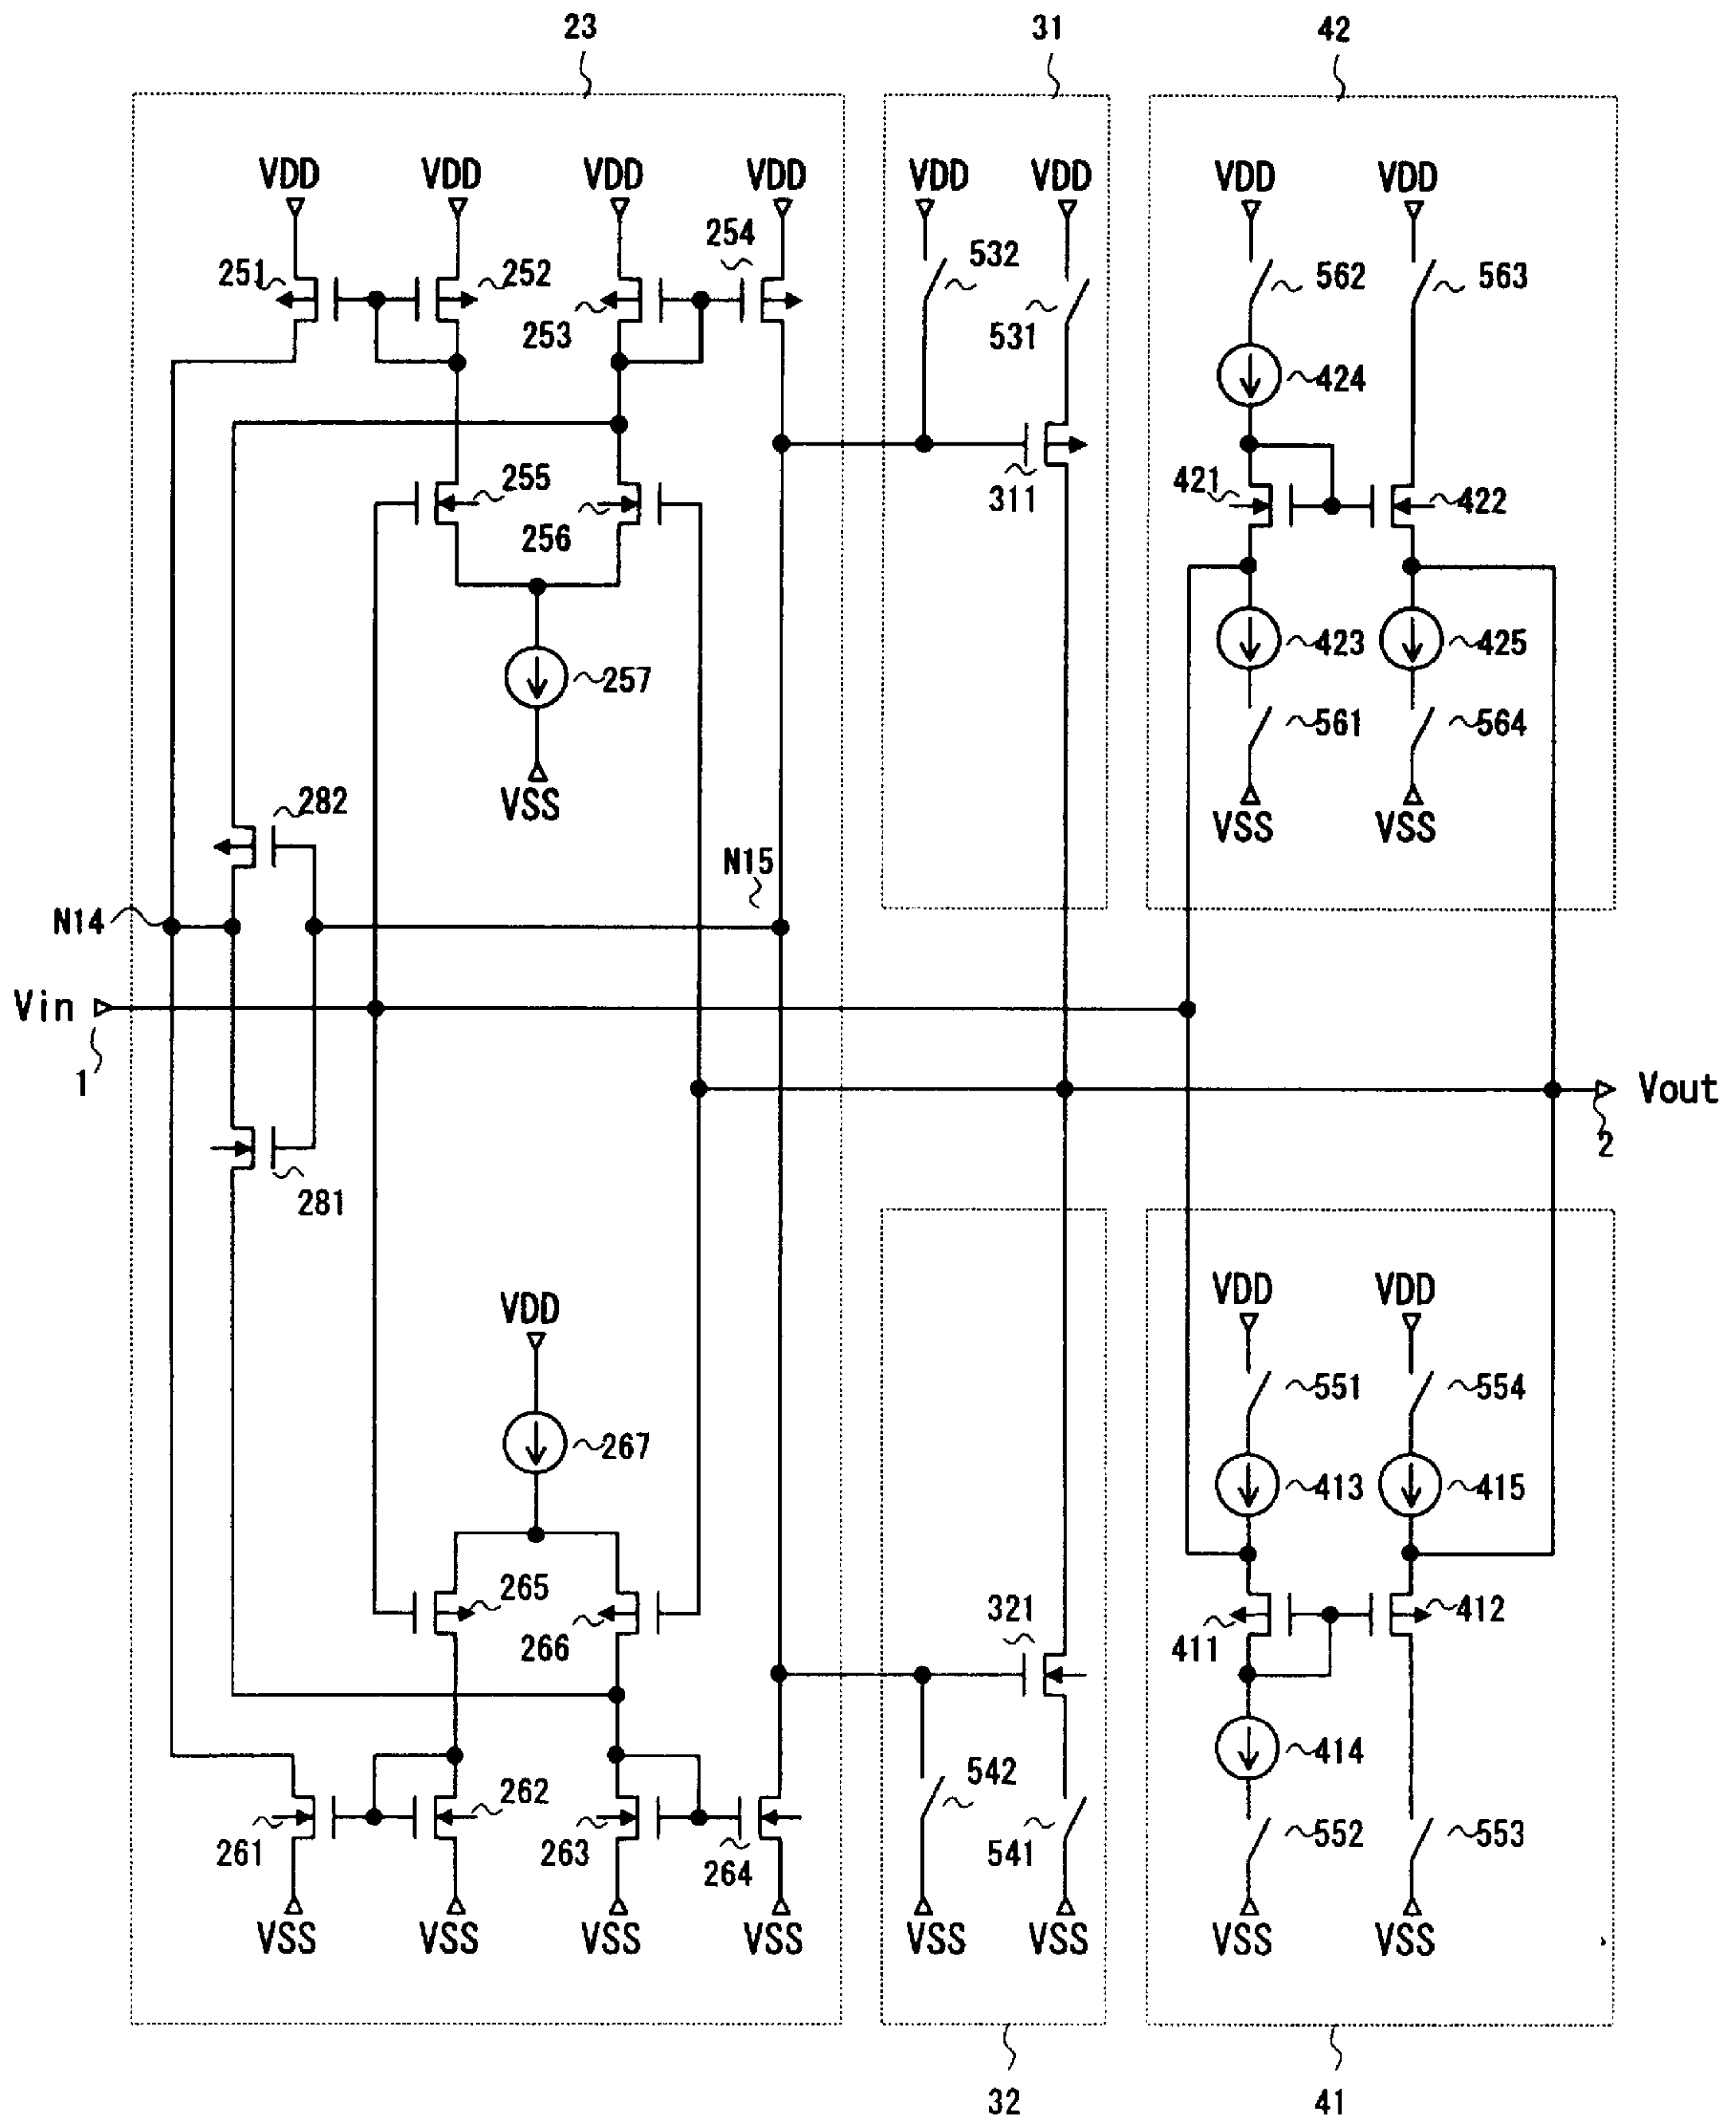 23 31 42
VDD VDD VDD VDD VDD VDD VDD VDD
254
251 252 532 562 563
253 531
424
255 421 422
311
256
423 425
257
561 564
VSS VSS VSS
282
N15
N14
Vin
1
Vout
2
281
VDD VDD VDD
551 554
267 413 415
265 321 412
266 411
414
542
262 552 553
261 263 264 541
VSS VSS VSS VSS VSS VSS VSS VSS
32 41